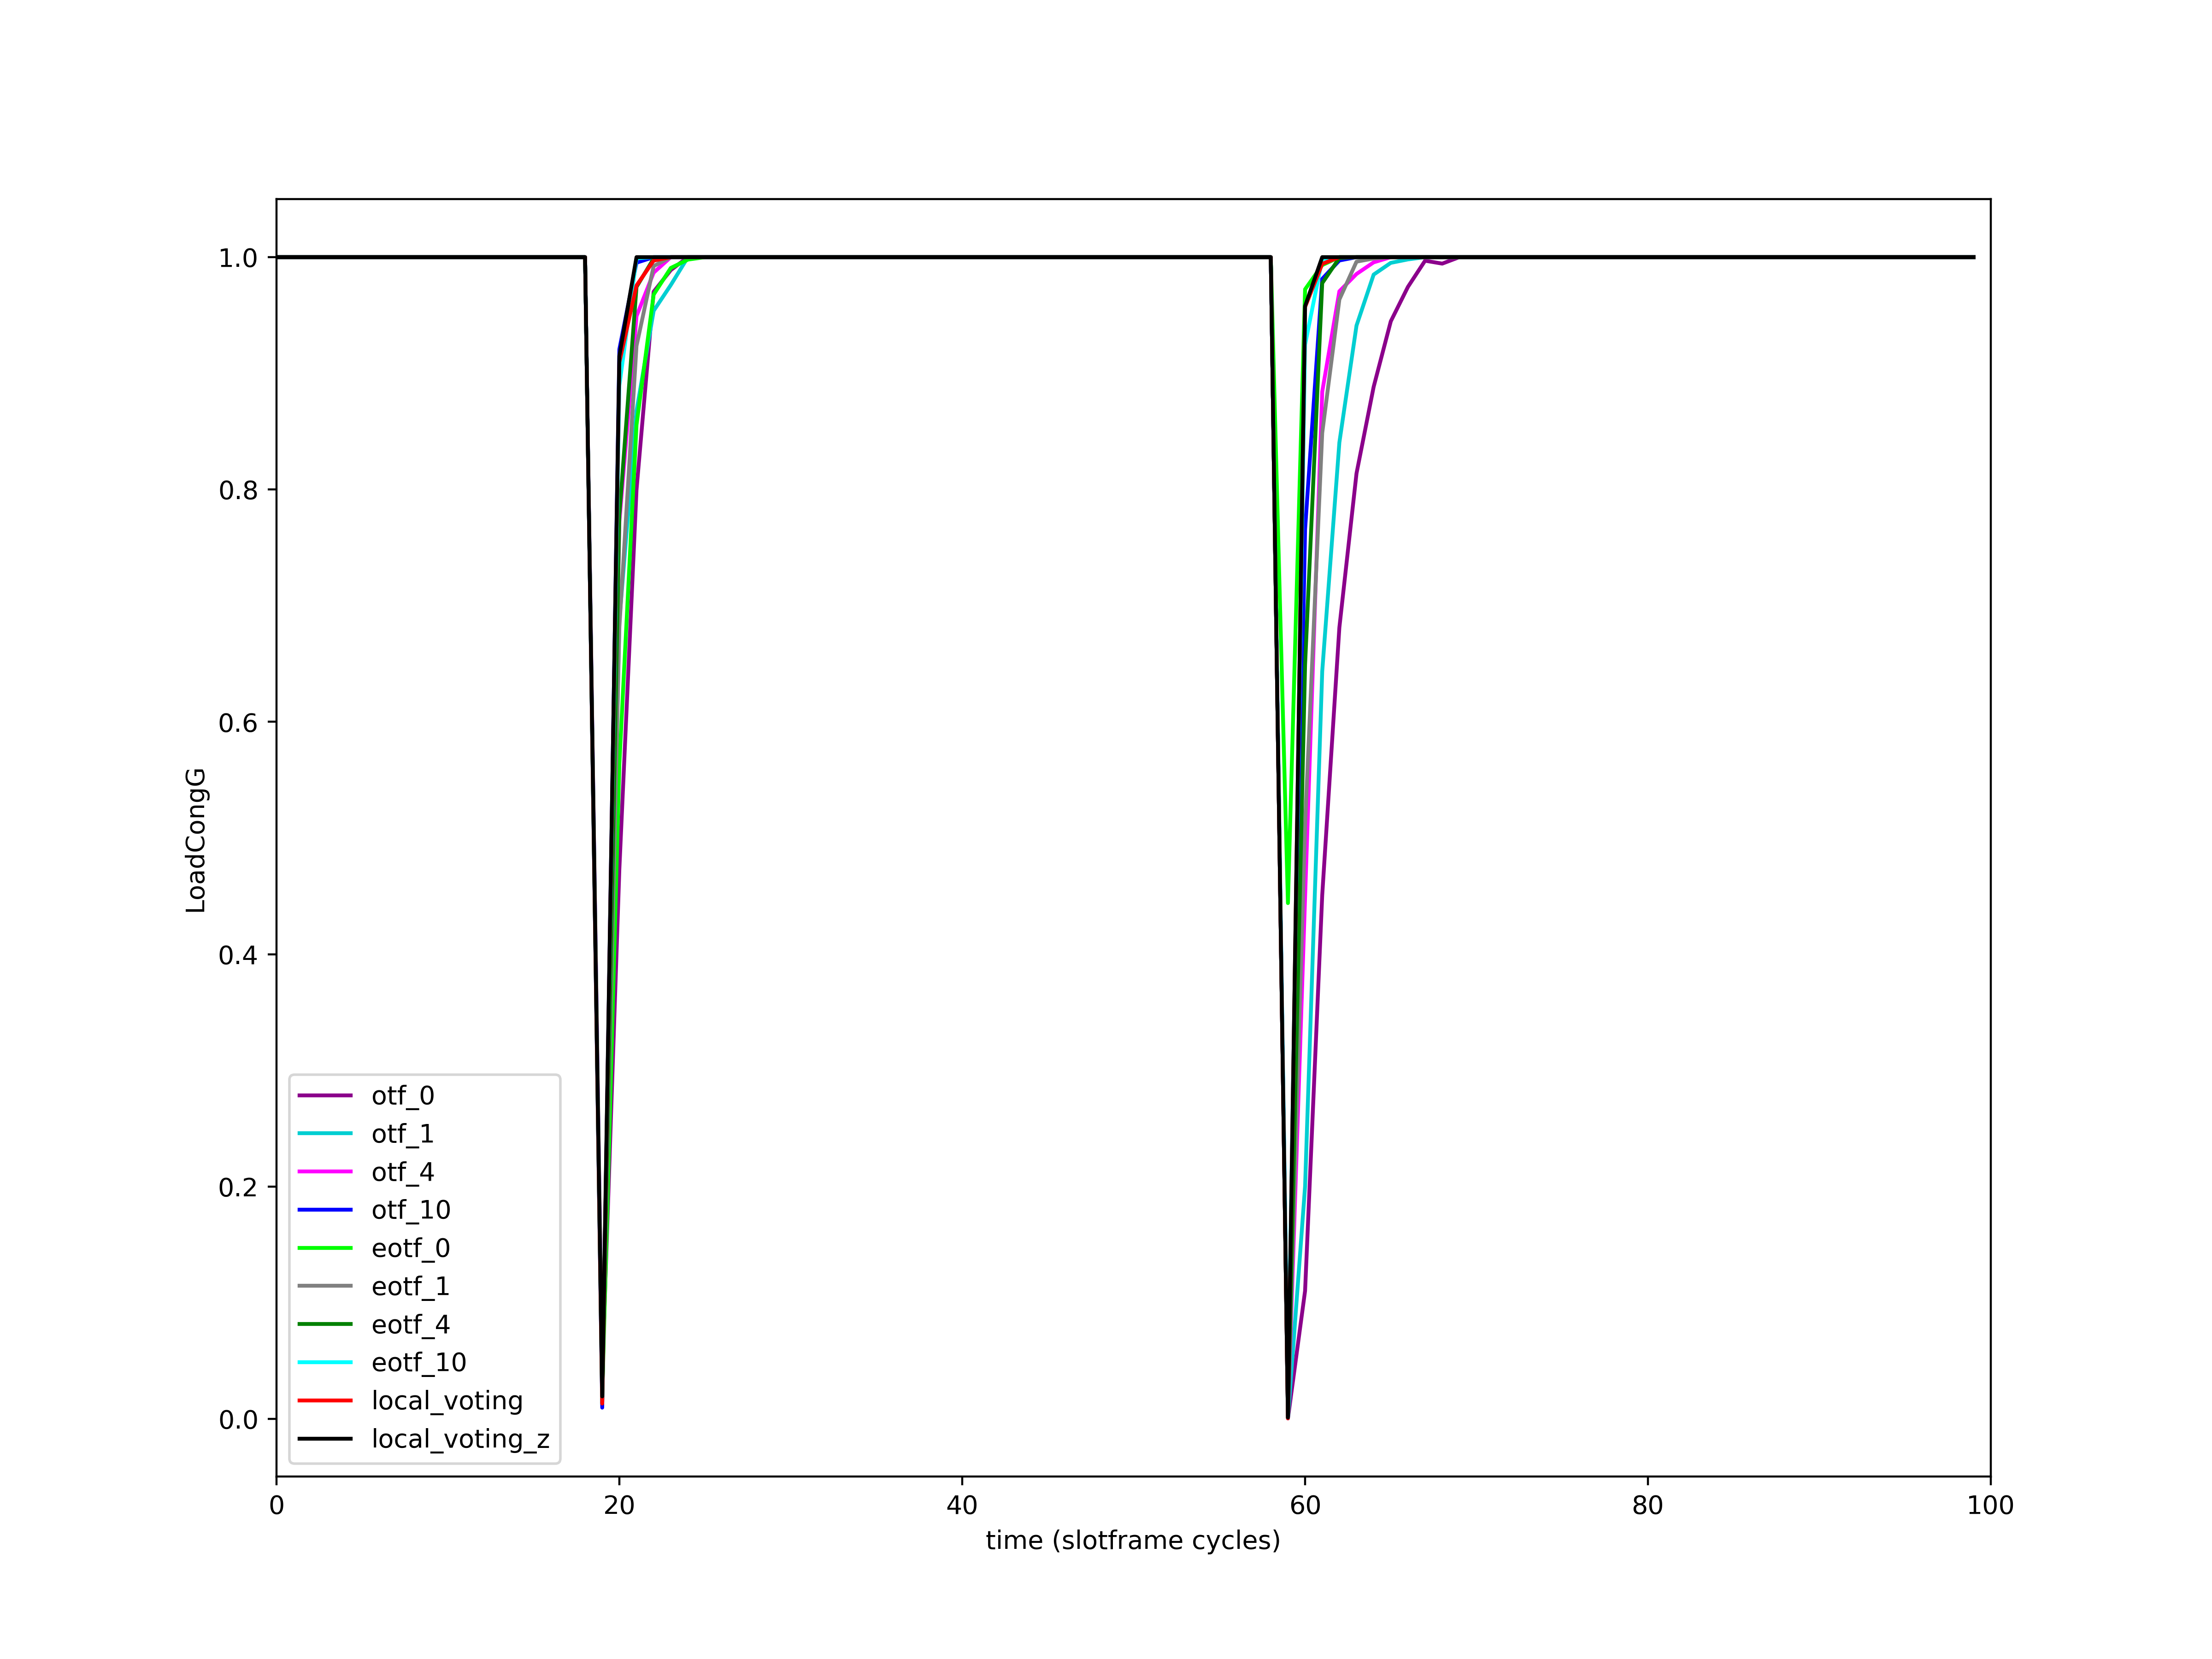 1.0
0.8
0.6
0.4
0.2
0.0
LoadCongG
otf_0
otf_1
otf_4
otf_10
eotf_0
eotf_1
eotf_4
eotf_10
local_voting
local_voting_z
0 20 40 60 80 100
time (slotframe cycles)